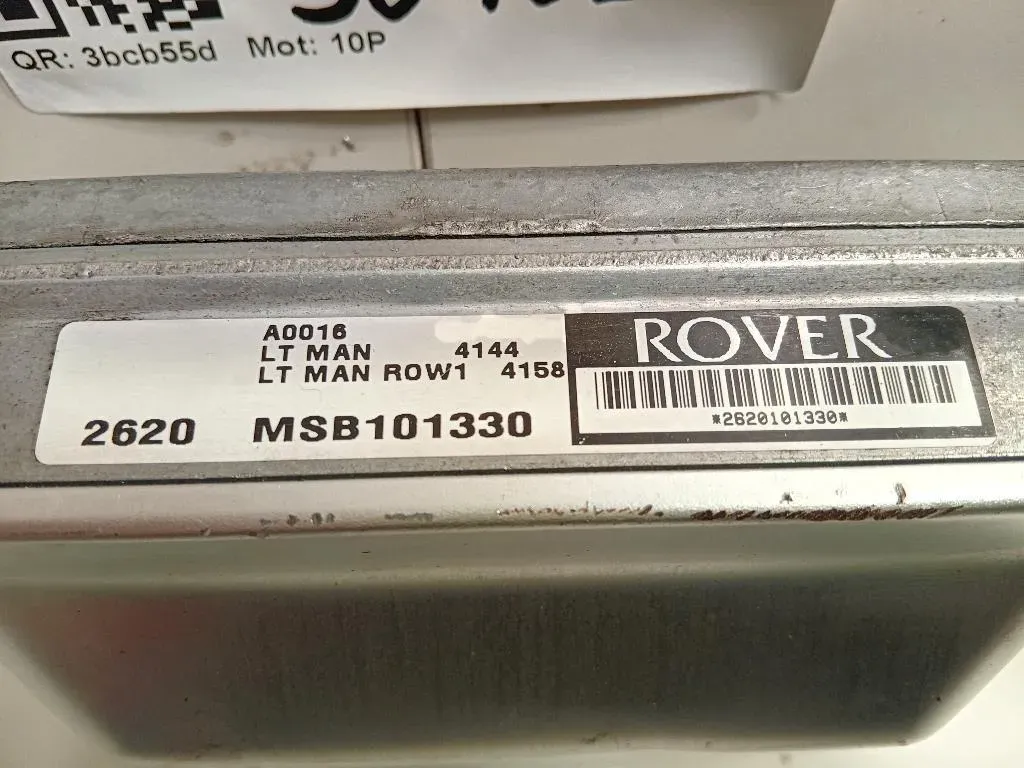 QR: 3bcb55d Mot: 10P
A0016
LT MAN 4144
LT MAN ROW1 4158
2620 MSB101330
ROVER
*2620101330*